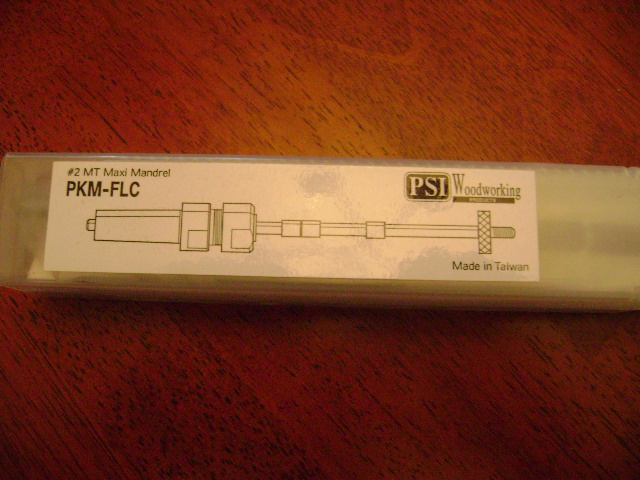 #2 MT Maxi Mandrel
PKM-FLC
PSI Woodworking
PRODUCTS
Made in Taiwan